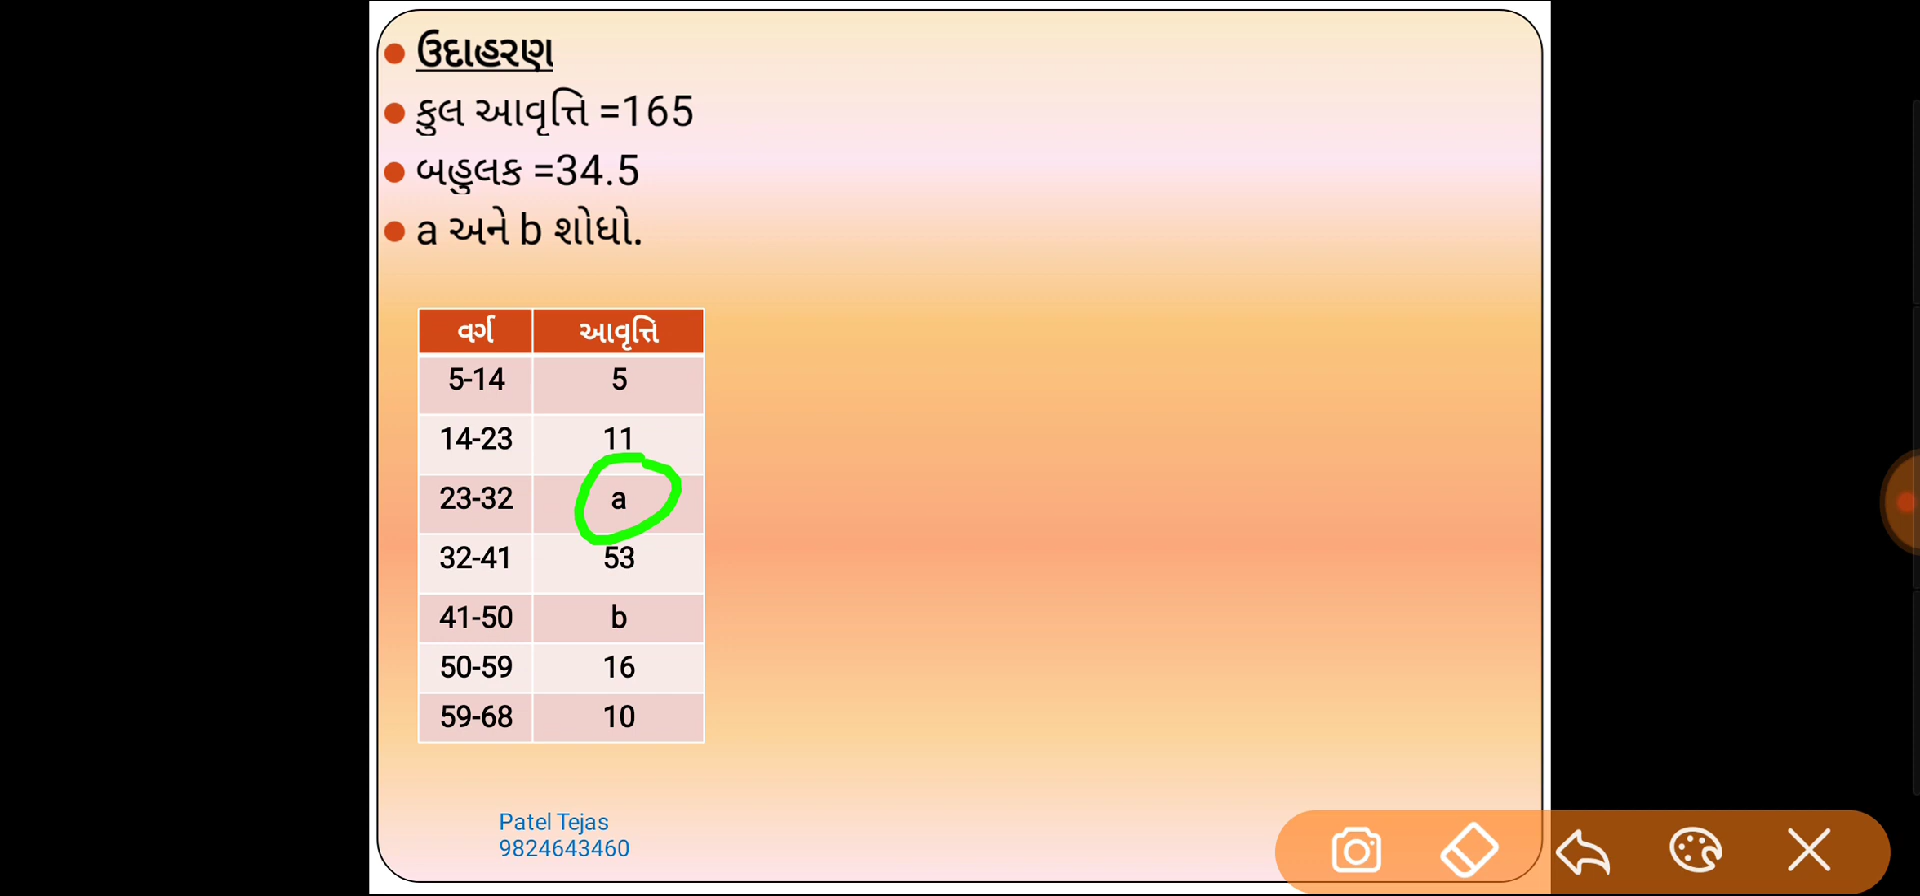 ઉદાહરણ
કુલ આવૃત્તિ =165
બહુલક =34.5
a અને b શોધો.
વર્ગ આવૃત્તિ
5-14 5
14-23 11
23-32 a
32-41 53
41-50 b
50-59 16
59-68 10
Patel Tejas
9824643460